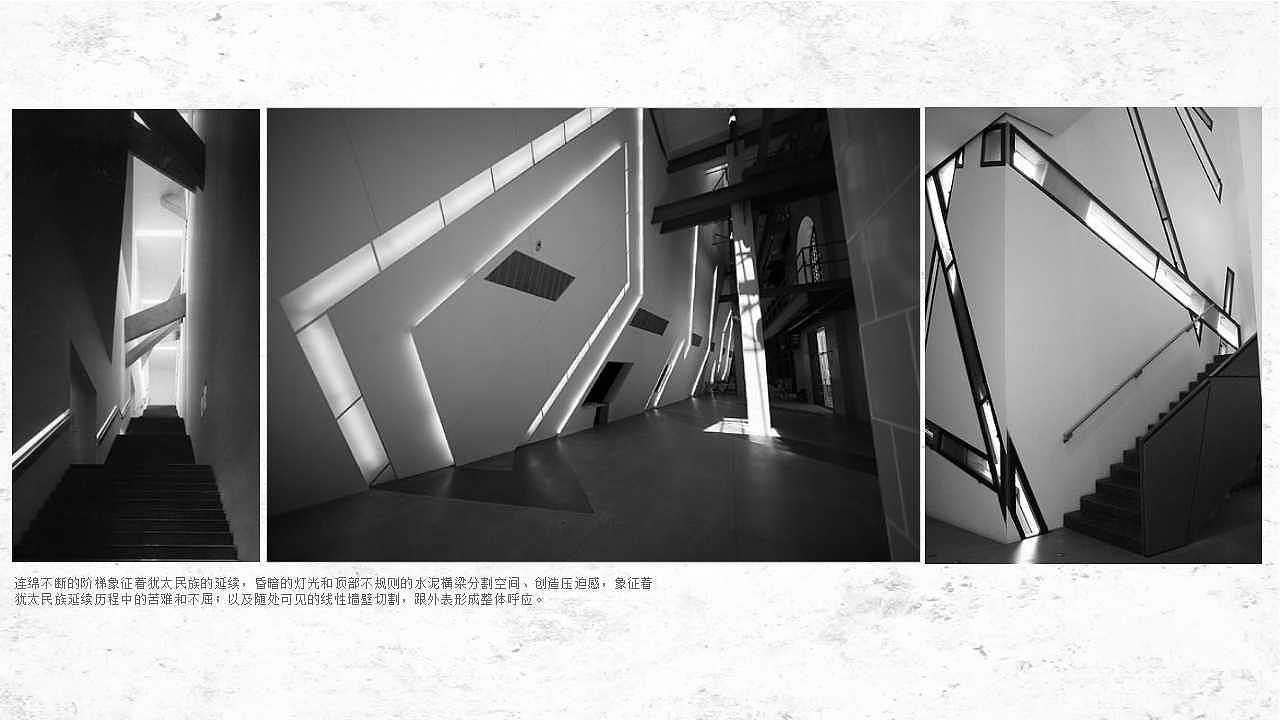 连绵不断的阶梯象征着犹太民族的延续，昏暗的灯光和顶部不规则的水泥横梁分割空间、创造压迫感，象征着
犹太民族延续历程中的苦难和不屈；以及随处可见的线性墙壁切割，跟外表形成整体呼应。